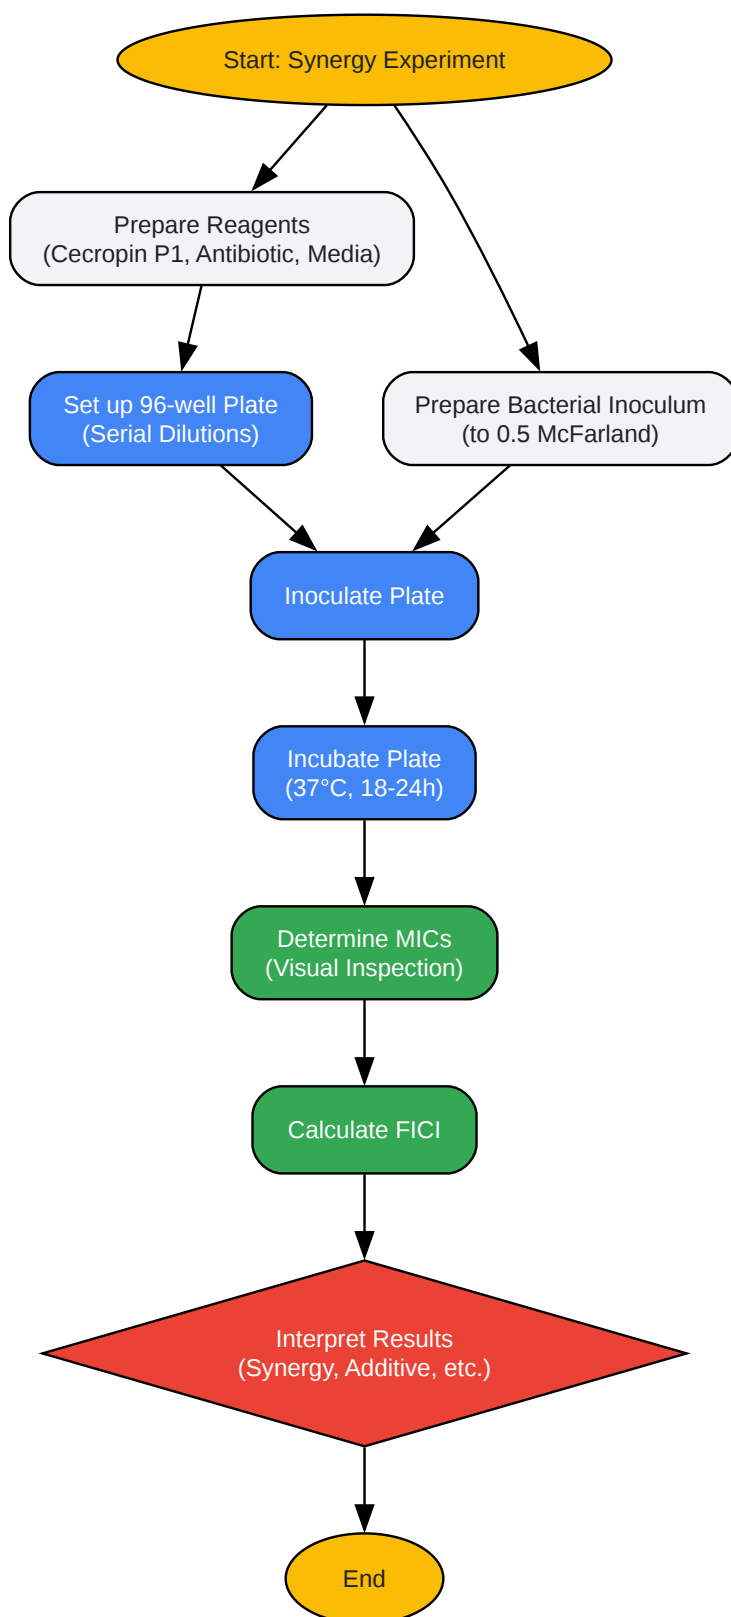 Start: Synergy Experiment
Prepare Reagents
(Cecropin P1, Antibiotic, Media)
Set up 96-well Plate
(Serial Dilutions)
Prepare Bacterial Inoculum
(to 0.5 McFarland)
Inoculate Plate
Incubate Plate
(37°C, 18-24h)
Determine MICs
(Visual Inspection)
Calculate FICI
Interpret Results
(Synergy, Additive, etc.)
End